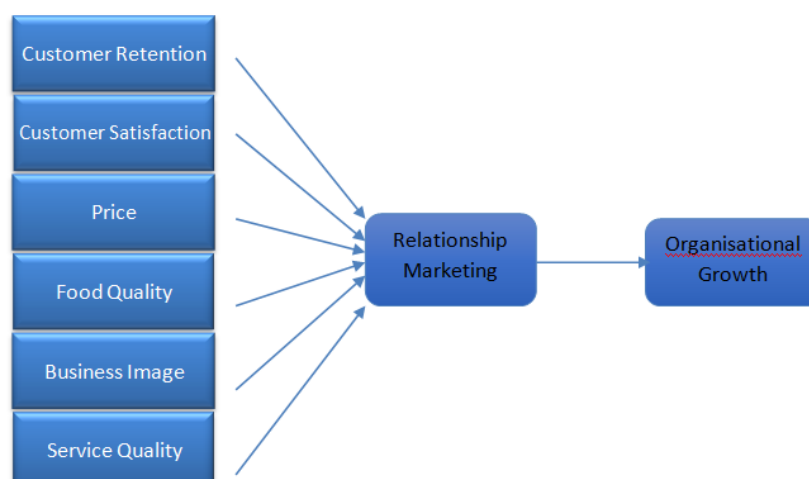 Customer Retention
Customer Satisfaction
Price
Food Quality
Business Image
Service Quality
Relationship
Marketing
Organisational
Growth